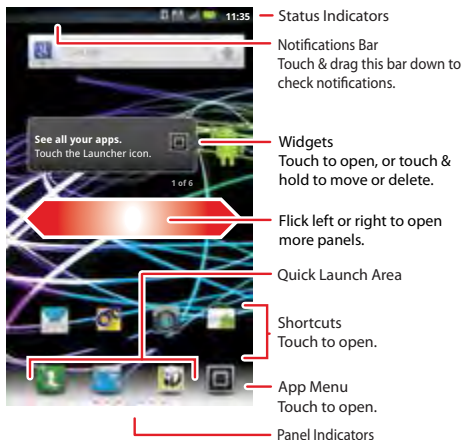 11:35
Status Indicators
Notifications Bar
Touch & drag this bar down to
check notifications.
See all your apps.
Touch the Launcher icon.
1 of 6
Widgets
Touch to open, or touch &
hold to move or delete.
Flick left or right to open
more panels.
Quick Launch Area
Shortcuts
Touch to open.
App Menu
Touch to open.
Panel Indicators